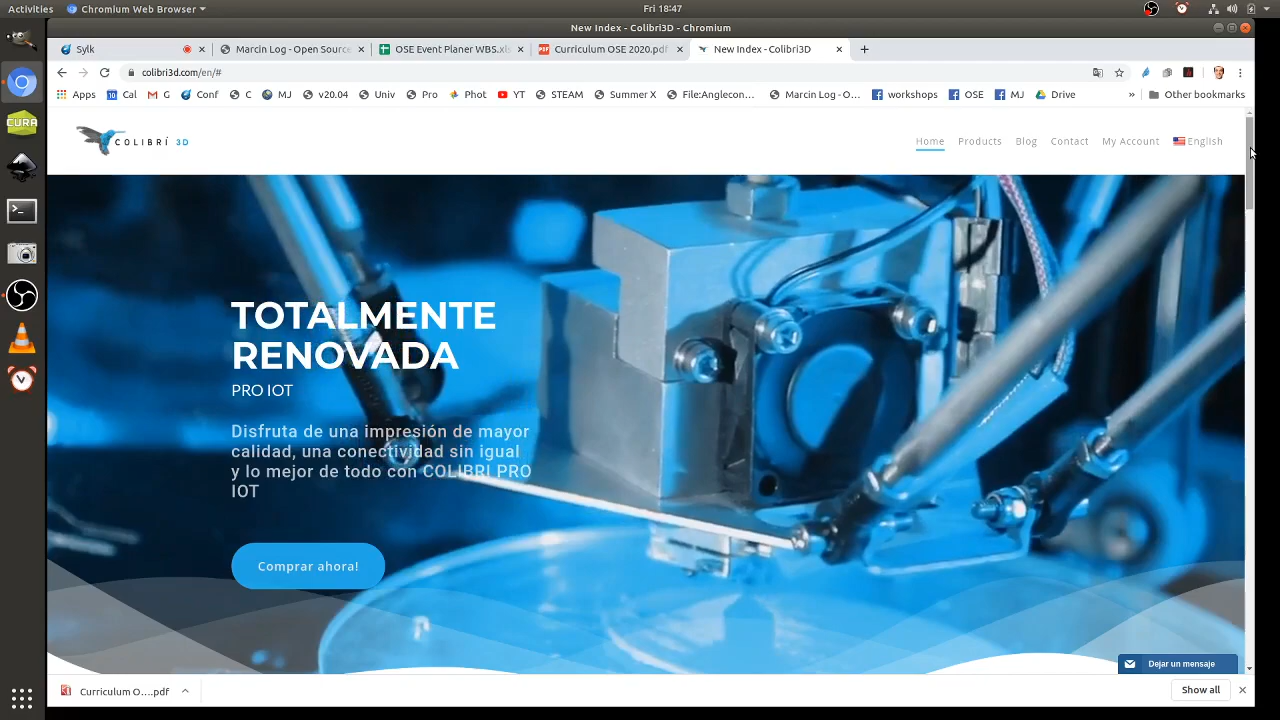 Activities
Chromium Web Browser
Fri 18:47
New Index - Colibri3D - Chromium
Sylk
Marcin Log - Open Source
OSE Event Planer WBS.xls
Curriculum OSE 2020.pdf
New Index - Colibri3D
colibri3d.com/en/#
Apps
10 Cal
M G
Conf
C
MJ
v20.04
Univ
Pro
Phot
YT
STEAM
Summer X
File:Anglecon...
Marcin Log - O...
workshops
OSE
MJ
Drive
»
Other bookmarks
COLIBRÍ 3D
Home
Products
Blog
Contact
My Account
English
CURA
TOTALMENTE
RENOVADA
PRO IOT
Disfruta de una impresión de mayor
calidad, una conectividad sin igual
y lo mejor de todo con COLIBRI PRO
IOT
Comprar ahora!
Dejar un mensaje
Curriculum O....pdf
Show all